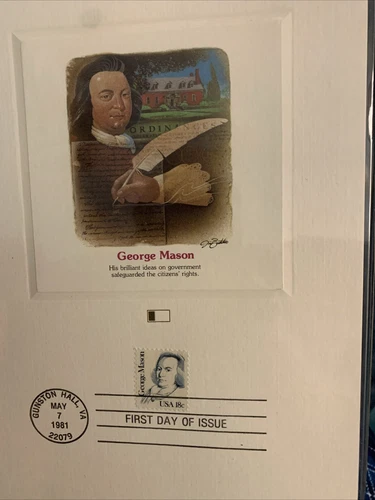 ORDINANCES
George Mason
His brilliant ideas on government
safeguarded the citizens' rights.
George Mason
USA 18c
GUNSTON HALL, VA
MAY
7
1981
22079
FIRST DAY OF ISSUE